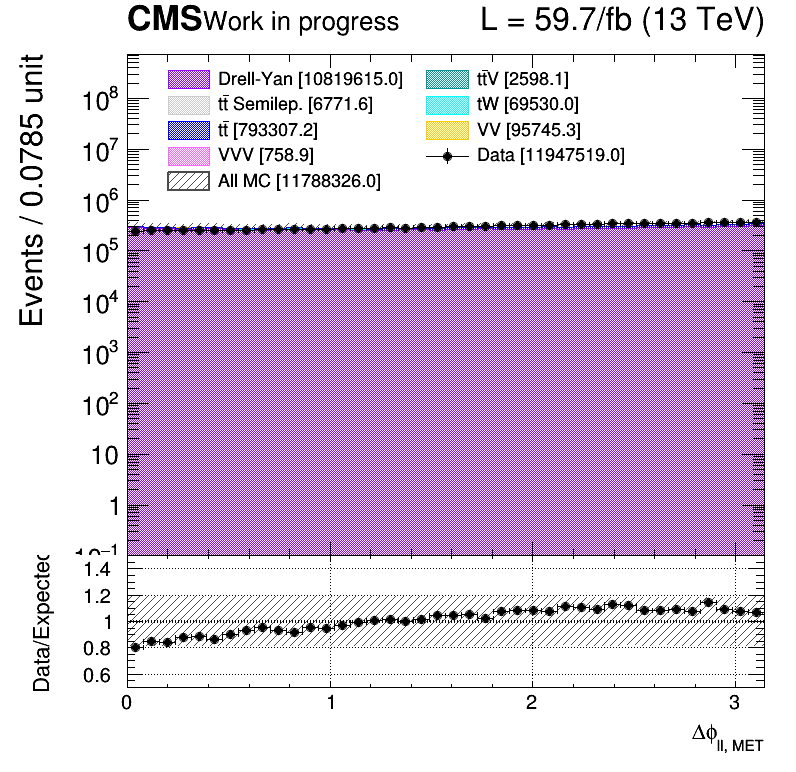 CMS Work in progress L = 59.7/fb (13 TeV)
Events / 0.0785 unit
Drell-Yan [10819615.0]
tt̄V [2598.1]
tt̄ Semilep. [6771.6]
tW [69530.0]
tt̄ [793307.2]
VV [95745.3]
VVV [758.9]
Data [11947519.0]
All MC [11788326.0]
10⁸
10⁷
10⁶
10⁵
10⁴
10³
10²
10
1
10⁻¹
Data/Expected
1.4
1.2
1
0.8
0.6
0 1 2 3
Δϕ_ll, MET